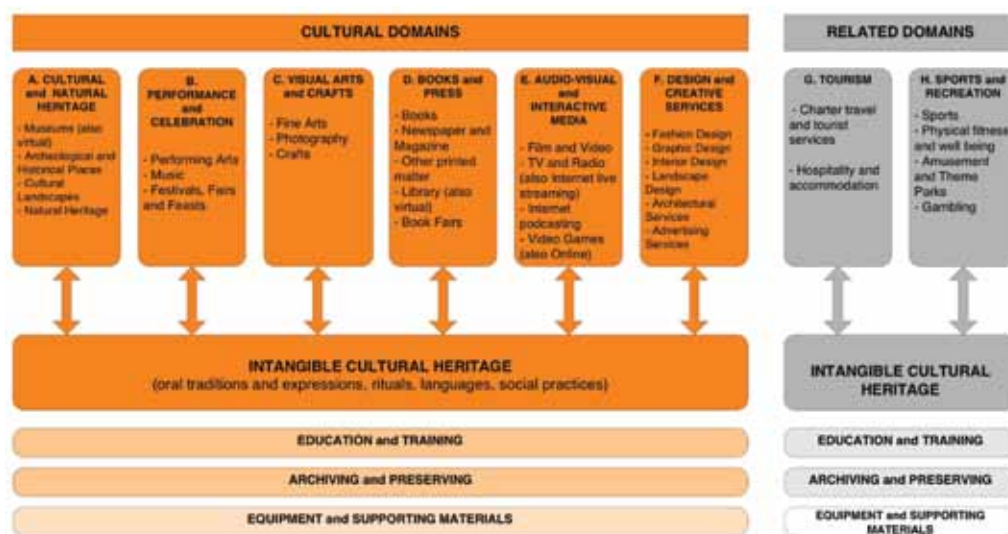 CULTURAL DOMAINS
A. CULTURAL
and NATURAL
HERITAGE
- Museums (also
virtual)
- Archeological and
Historical Places
- Cultural
Landscapes
- Natural Heritage
B.
PERFORMANCE
and
CELEBRATION
- Performing Arts
- Music
- Festivals, Fairs
and Feasts
C. VISUAL ARTS
and CRAFTS
- Fine Arts
- Photography
- Crafts
D. BOOKS and
PRESS
- Books
- Newspaper and
Magazine
- Other printed
matter
- Library (also
virtual)
- Book Fairs
E. AUDIO-VISUAL
and
INTERACTIVE
MEDIA
- Film and Video
- TV and Radio
(also Internet live
streaming)
- Internet
podcasting
- Video Games
(also Online)
F. DESIGN and
CREATIVE
SERVICES
- Fashion Design
- Graphic Design
- Interior Design
- Landscape
Design
- Architectural
Services
- Advertising
Services
INTANGIBLE CULTURAL HERITAGE
(oral traditions and expressions, rituals, languages, social practices)
EDUCATION and TRAINING
ARCHIVING and PRESERVING
EQUIPMENT and SUPPORTING MATERIALS
RELATED DOMAINS
G. TOURISM
- Charter travel
and tourist
services
- Hospitality and
accommodation
H. SPORTS and
RECREATION
- Sports
- Physical fitness
and well being
- Amusement
and Theme
Parks
- Gambling
INTANGIBLE CULTURAL
HERITAGE
EDUCATION and TRAINING
ARCHIVING and PRESERVING
EQUIPMENT and SUPPORTING
MATERIALS